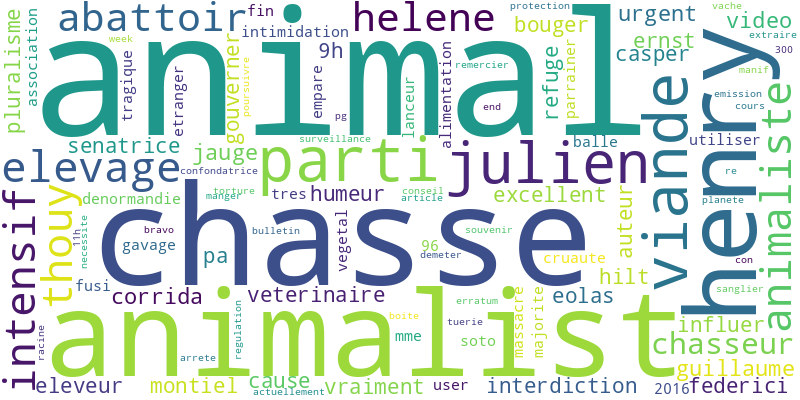 animal
chasse
animalist
henry
parti
julien
viande
elevage
abattoir
helene
intensif
thouy
animaliste
chasseur
pluralisme
association
fin
intimidation
9h
bouger
protection
vache
urgent
video
extraire
300
manif
ernst
casper
refuge
parrainer
tragique
week
etranger
gouverner
poursuivre
empare
pg
lanceur
alimentation
remercier
end
emission
cours
balle
utiliser
senatrice
jauge
surveillance
confondatrice
re
planete
denormandie
torture
manger
tres
humeur
conseil
article
excellent
auteur
11h
necessite
bravo
gavage
pa
bulletin
vegetal
96
demeter
souvenir
cruaute
hilt
con
sanglier
fusi
corrida
veterinaire
eolas
erratum
boite
influer
racine
arrete
regulation
mme
tuerie
soto
massacre
majorite
guillaume
eleveur
montiel
cause
actuellement
vraiment
user
interdiction
2016
federici